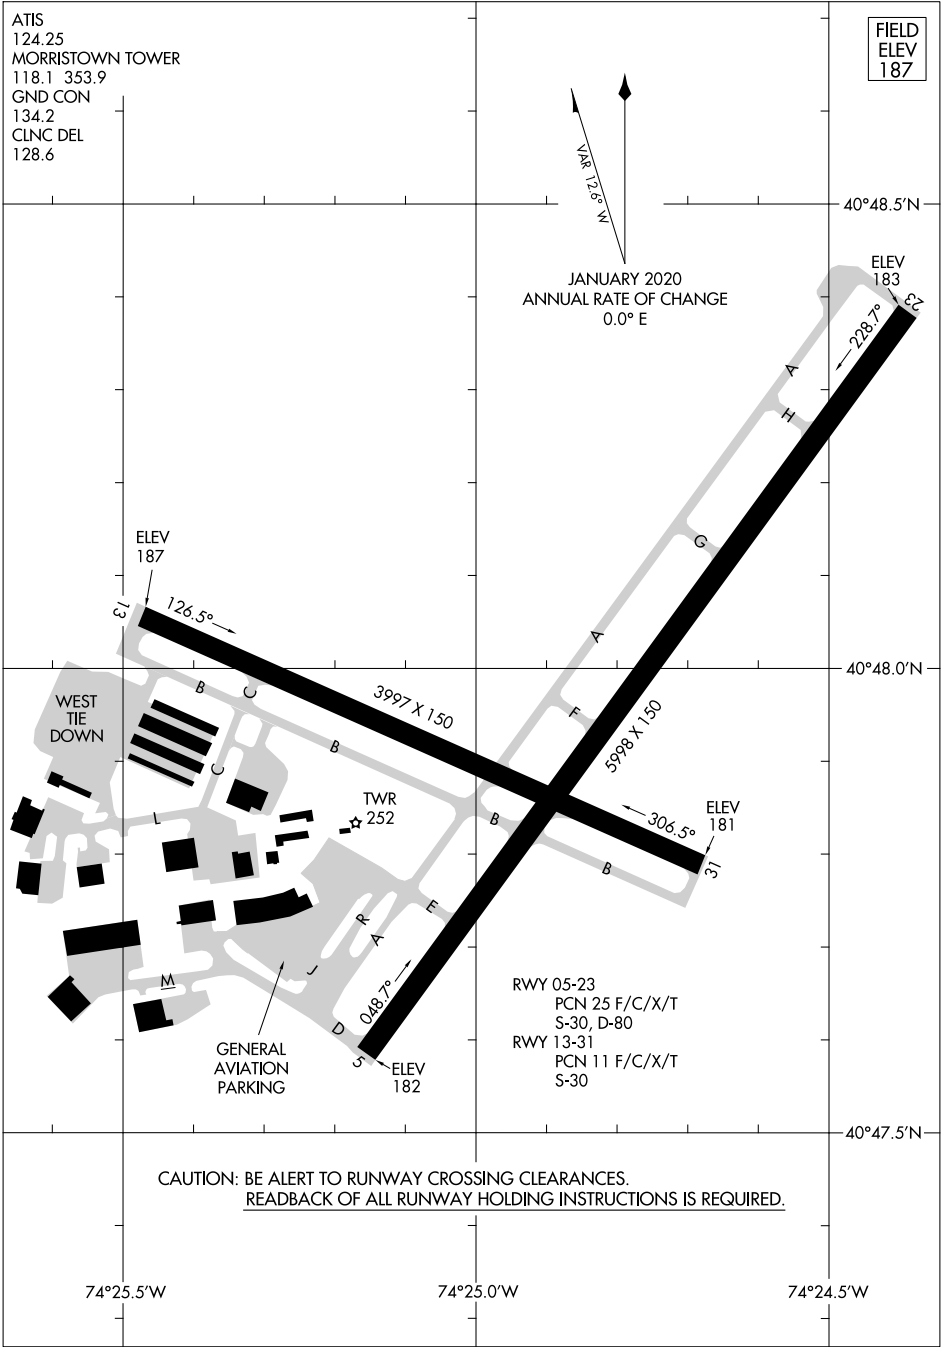 ATIS
124.25
MORRISTOWN TOWER
118.1 353.9
GND CON
134.2
CLNC DEL
128.6
FIELD
ELEV
187
VAR 12.6° W
JANUARY 2020
ANNUAL RATE OF CHANGE
0.0° E
40°48.5'N
ELEV
183
23
228.7°
A
H
G
A
F
ELEV
187
13
126.5°
3997 X 150
5998 X 150
40°48.0'N
B
C
B
C
WEST
TIE
DOWN
L
TWR
252
B
B
306.5°
ELEV
181
31
E
R
A
J
M
D
048.7°
5
ELEV
182
GENERAL
AVIATION
PARKING
RWY 05-23
PCN 25 F/C/X/T
S-30, D-80
RWY 13-31
PCN 11 F/C/X/T
S-30
40°47.5'N
CAUTION: BE ALERT TO RUNWAY CROSSING CLEARANCES.
READBACK OF ALL RUNWAY HOLDING INSTRUCTIONS IS REQUIRED.
74°25.5'W
74°25.0'W
74°24.5'W